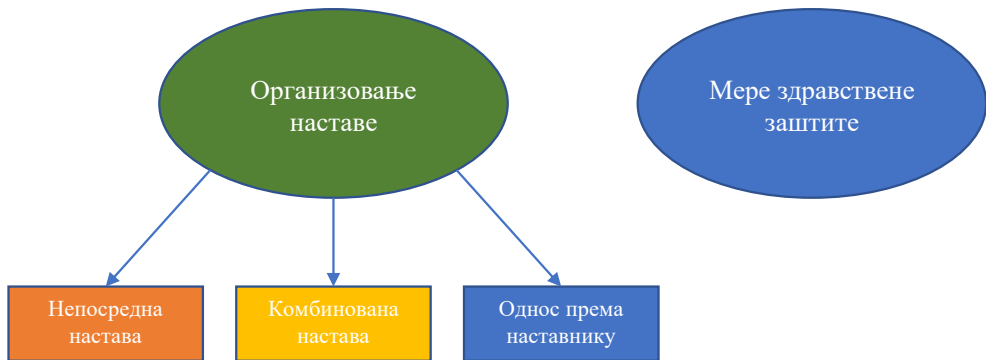 Организовање
наставе
Мере здравствене
заштите
Непосредна
настава
Комбинована
настава
Однос према
наставнику